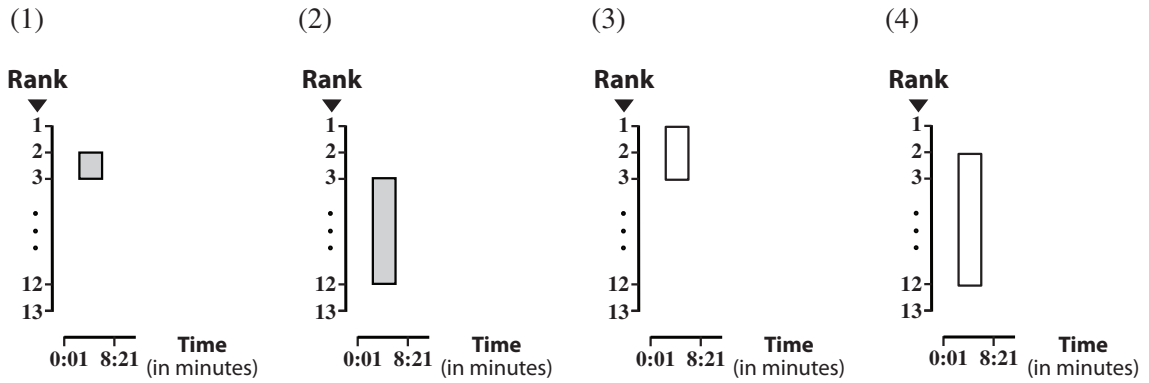 (1)
Rank
1
2
3
12
13
0:01 8:21
Time
(in minutes)
(2)
Rank
1
2
3
12
13
0:01 8:21
Time
(in minutes)
(3)
Rank
1
2
3
12
13
0:01 8:21
Time
(in minutes)
(4)
Rank
1
2
3
12
13
0:01 8:21
Time
(in minutes)